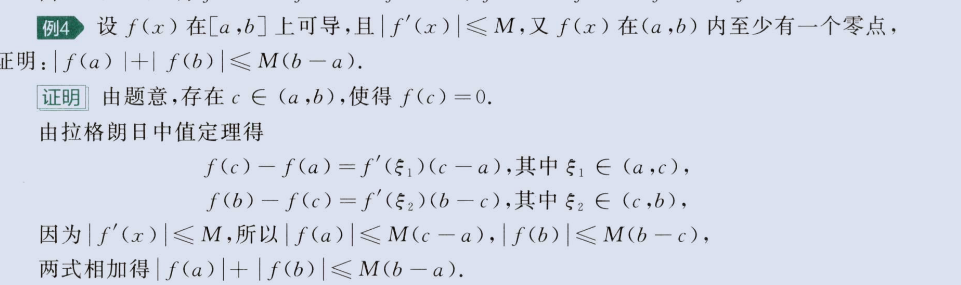 例4 设 f(x)在[a,b]上可导,且|f′(x)|≤M,又 f(x)在(a,b)内至少有一个零点,
证明:|f(a)|+|f(b)|≤M(b-a).
证明 由题意,存在 c∈(a,b),使得 f(c)=0.
由拉格朗日中值定理得
f(c)-f(a)=f′(ξ₁)(c-a),其中 ξ₁∈(a,c),
f(b)-f(c)=f′(ξ₂)(b-c),其中 ξ₂∈(c,b),
因为|f′(x)|≤M,所以|f(a)|≤M(c-a),|f(b)|≤M(b-c),
两式相加得|f(a)|+|f(b)|≤M(b-a).